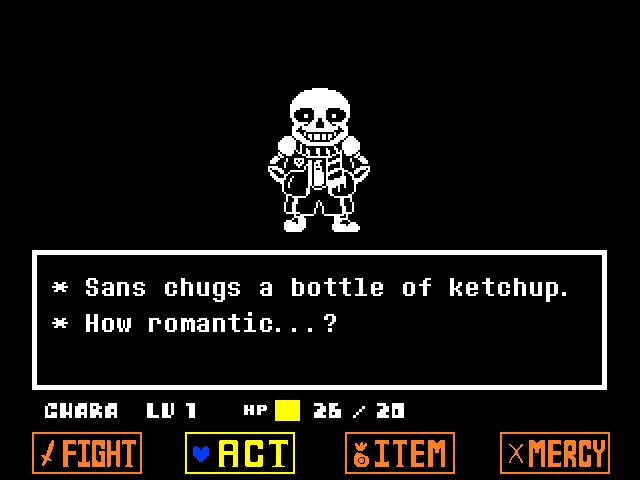 * Sans chugs a bottle of ketchup.
* How romantic...?
CHARA LV 1 HP 26 / 20
FIGHT ACT ITEM MERCY